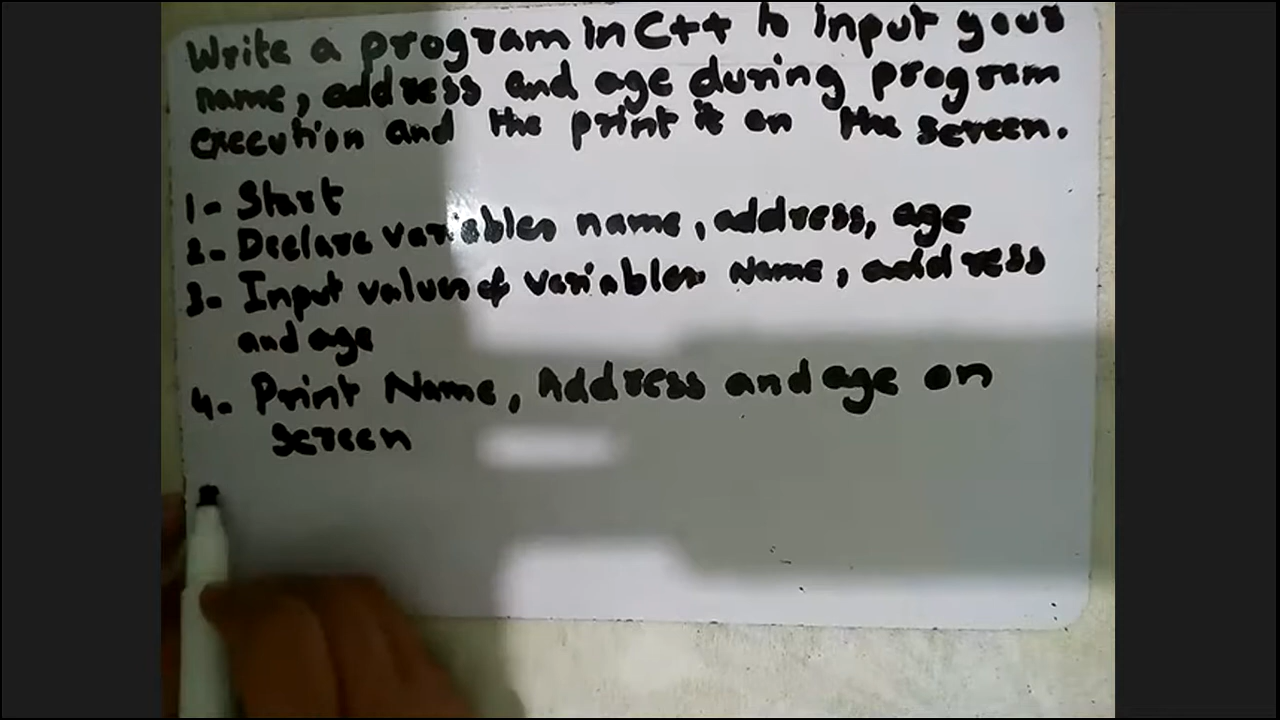 Write a program in C++ to input your
name, address and age during program
execution and the print it on the screen.
1- Start
2- Declare variables name, address, age
3- Input values of variables Name, address
and age
4- Print Name, Address and age on
screen